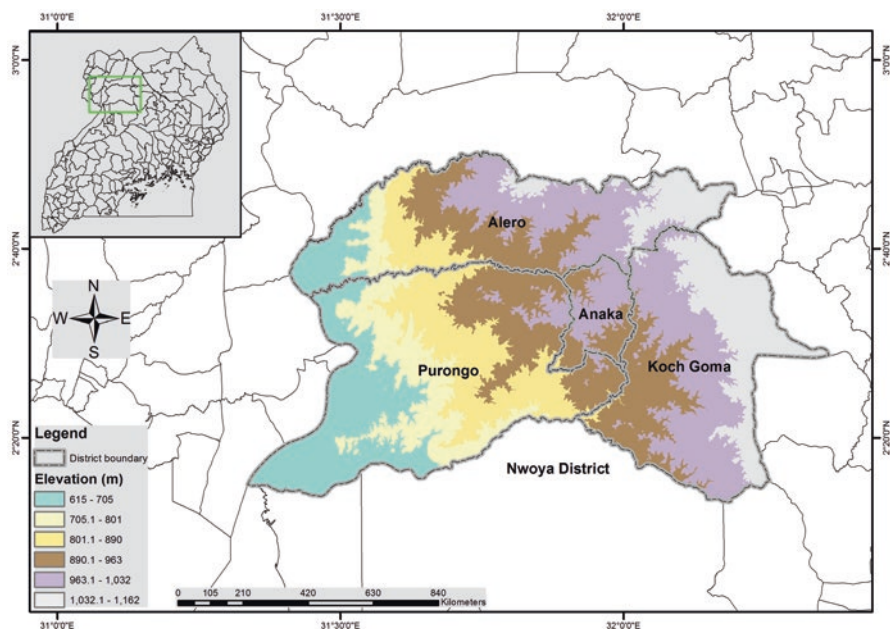 31°0'0"E
31°30'0"E
32°0'0"E
3°0'0"N
3°0'0"N
2°40'0"N
2°40'0"N
2°20'0"N
2°20'0"N
N
W E
S
Alero
Anaka
Purongo
Koch Goma
Nwoya District
Legend
District boundary
Elevation (m)
615 - 705
705.1 - 801
801.1 - 890
890.1 - 963
963.1 - 1,032
1,032.1 - 1,162
0 105 210 420 630 840
Kilometers
31°0'0"E
31°30'0"E
32°0'0"E